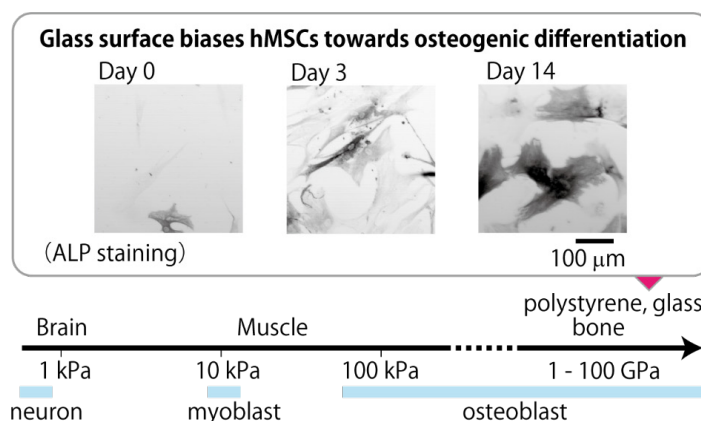 Glass surface biases hMSCs towards osteogenic differentiation
Day 0 Day 3 Day 14
(ALP staining)
100 μm
polystyrene, glass
Brain Muscle bone
1 kPa 10 kPa 100 kPa 1 - 100 GPa
neuron myoblast osteoblast